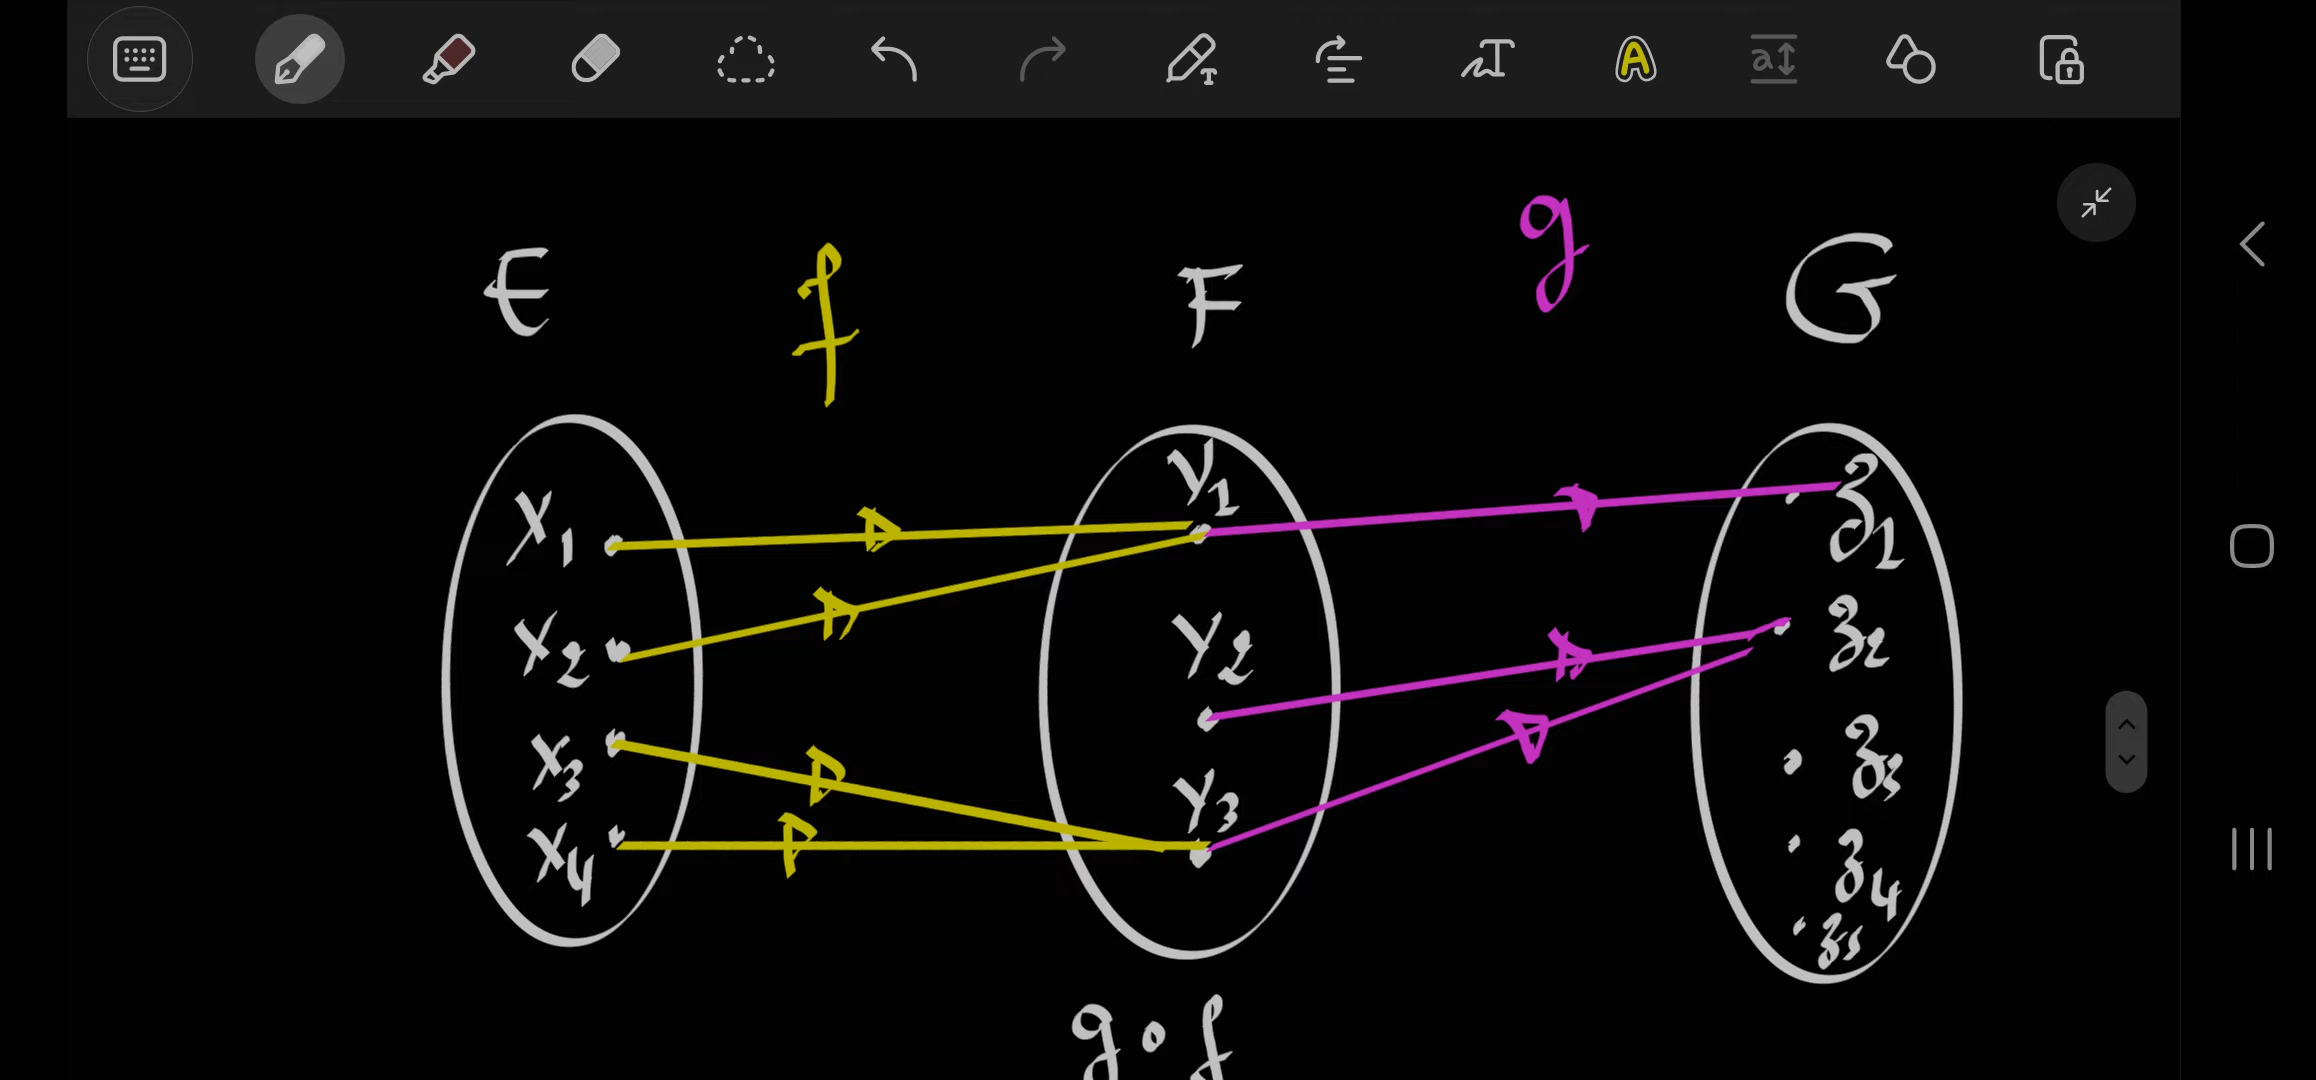 E f F g G
x1 y1 z1
x2 y2 z2
x3 y3 z3
x4 z4
z5
g∘f